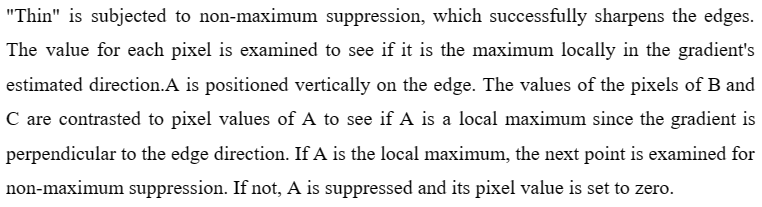 "Thin" is subjected to non-maximum suppression, which successfully sharpens the edges.
The value for each pixel is examined to see if it is the maximum locally in the gradient's
estimated direction.A is positioned vertically on the edge. The values of the pixels of B and
C are contrasted to pixel values of A to see if A is a local maximum since the gradient is
perpendicular to the edge direction. If A is the local maximum, the next point is examined for
non-maximum suppression. If not, A is suppressed and its pixel value is set to zero.